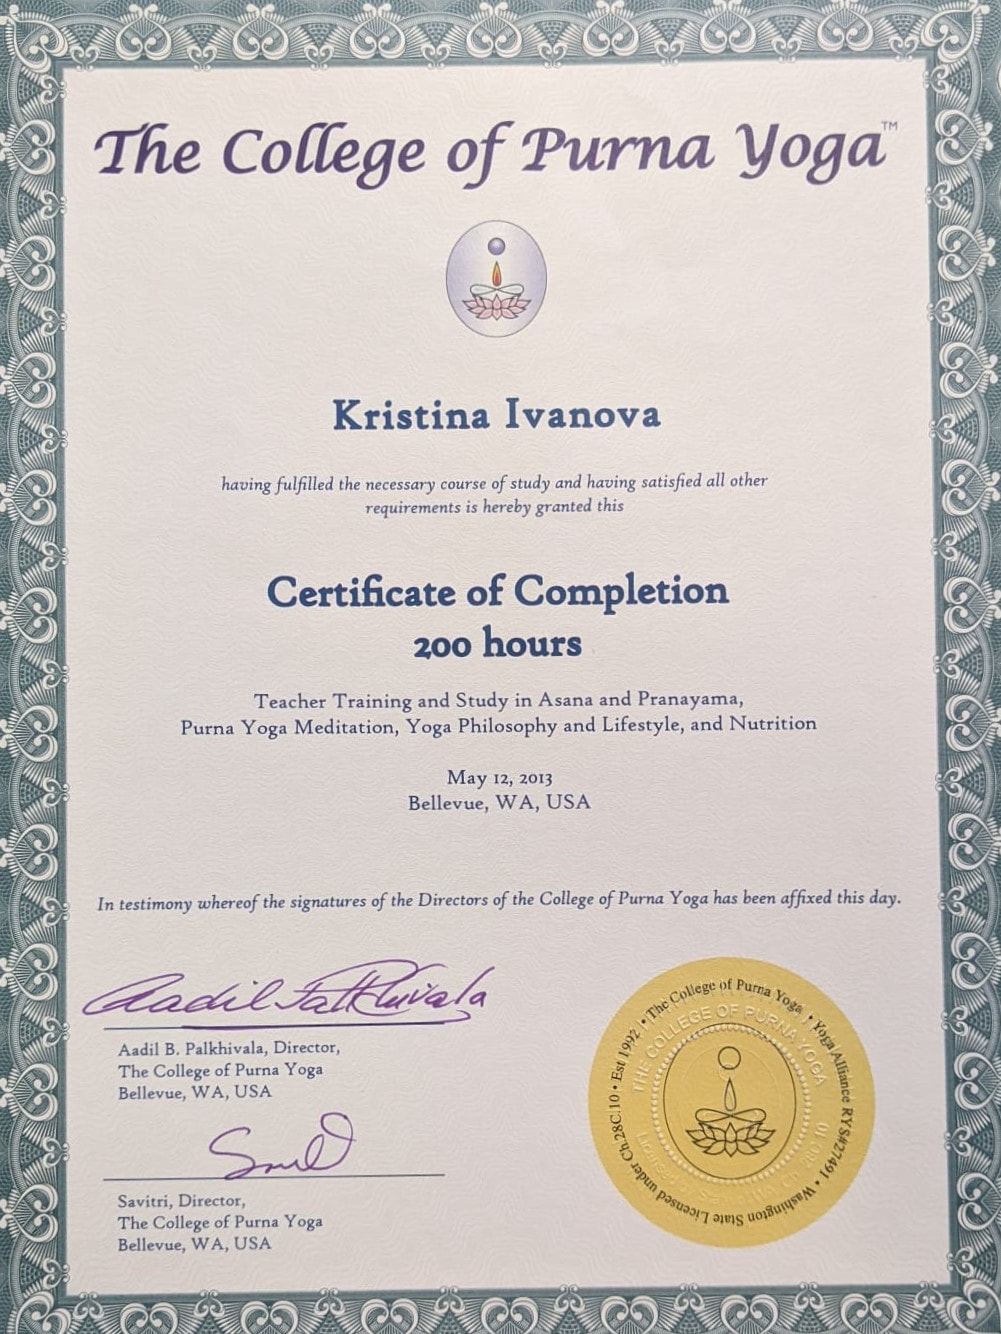 The College of Purna Yoga™
Kristina Ivanova
having fulfilled the necessary course of study and having satisfied all other
requirements is hereby granted this
Certificate of Completion
200 hours
Teacher Training and Study in Asana and Pranayama,
Purna Yoga Meditation, Yoga Philosophy and Lifestyle, and Nutrition
May 12, 2013
Bellevue, WA, USA
In testimony whereof the signatures of the Directors of the College of Purna Yoga has been affixed this day.
Aadil Palkhivala
Aadil B. Palkhivala, Director,
The College of Purna Yoga
Bellevue, WA, USA
Savitri, Director,
The College of Purna Yoga
Bellevue, WA, USA
• The College of Purna Yoga • Yoga Alliance RYS#27491 • Washington State Licensed under Ch.28C.10 • Est 1992
THE COLLEGE OF PURNA YOGA